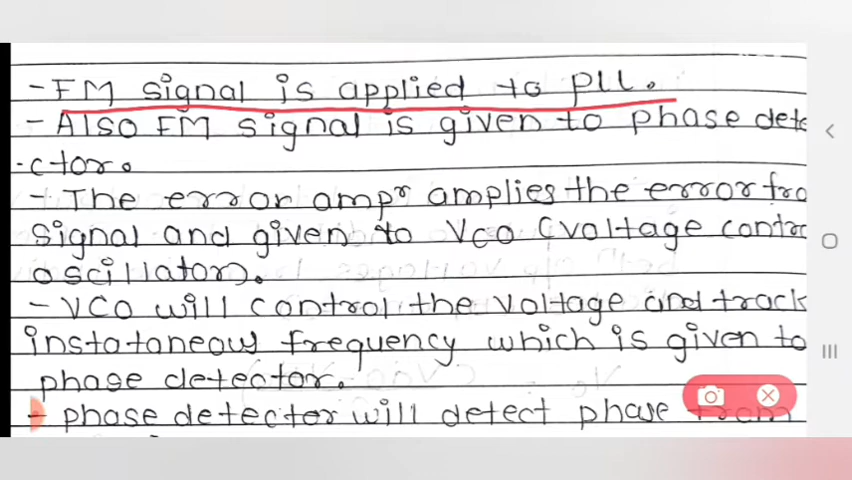 - FM signal is applied to PLL.
- Also FM signal is given to phase dete
-ctor.
- The error ampr amplies the error fro
signal and given to VCO (voltage contro
oscillator).
- VCO will control the voltage and track
instataneous frequency which is given to
phase detector.
- phase detector will detect phase from